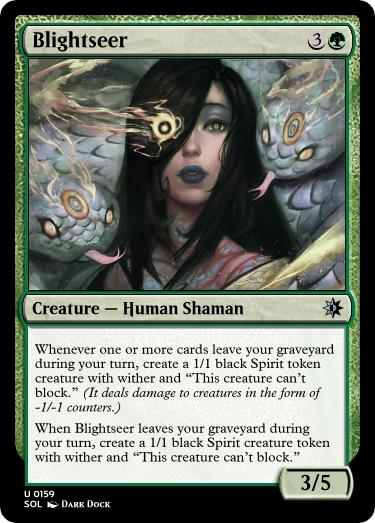 Blightseer 3
Creature — Human Shaman
Whenever one or more cards leave your graveyard
during your turn, create a 1/1 black Spirit token
creature with wither and “This creature can’t
block.” (It deals damage to creatures in the form of
-1/-1 counters.)
When Blightseer leaves your graveyard during
your turn, create a 1/1 black Spirit creature token
with wither and “This creature can’t block.”
3/5
U 0159
SOL Dark Dock